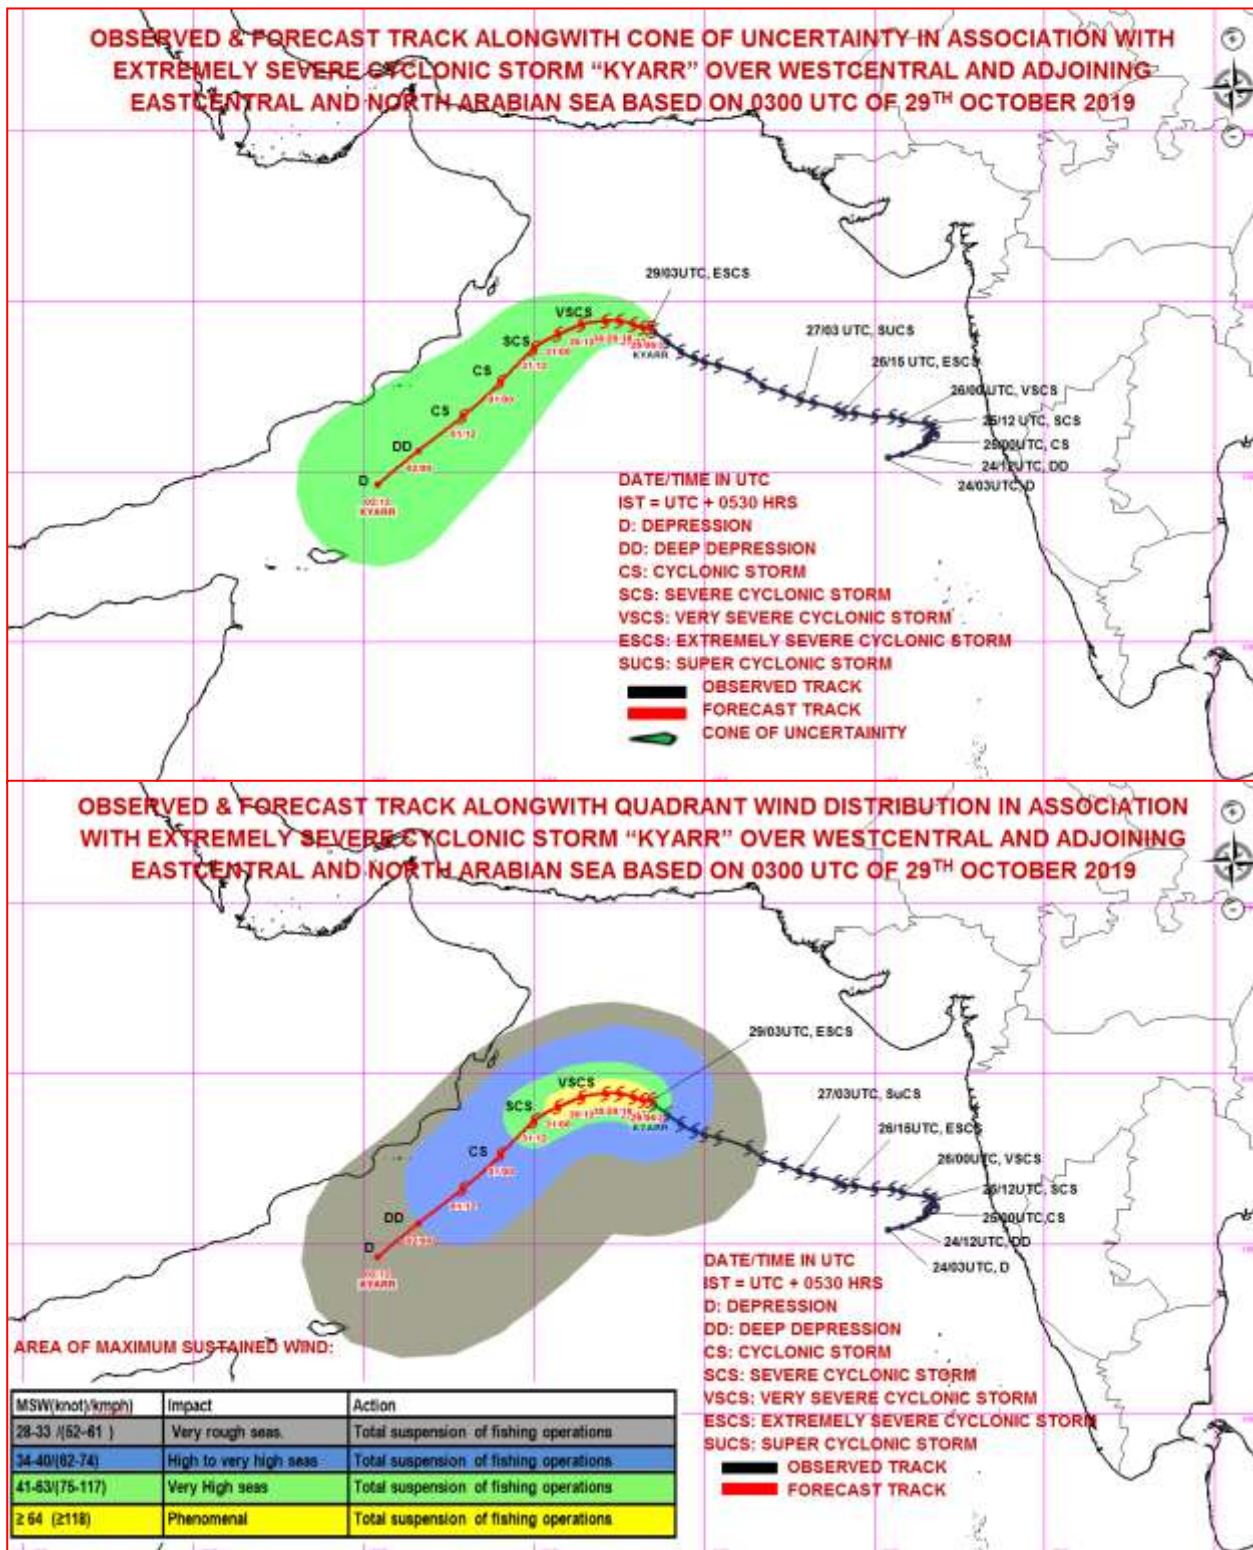 OBSERVED & FORECAST TRACK ALONGWITH CONE OF UNCERTAINTY IN ASSOCIATION WITH
EXTREMELY SEVERE CYCLONIC STORM “KYARR” OVER WESTCENTRAL AND ADJOINING
EASTCENTRAL AND NORTH ARABIAN SEA BASED ON 0300 UTC OF 29TH OCTOBER 2019
29/03UTC, ESCS
VSCS
27/03 UTC, SUCS
SCS
KYARR
26/15 UTC, ESCS
CS
26/00UTC, VSCS
CS
25/12 UTC, SCS
DD
25/00UTC, CS
24/12UTC, DD
D
24/03UTC, D
KYARR
DATE/TIME IN UTC
IST = UTC + 0530 HRS
D: DEPRESSION
DD: DEEP DEPRESSION
CS: CYCLONIC STORM
SCS: SEVERE CYCLONIC STORM
VSCS: VERY SEVERE CYCLONIC STORM
ESCS: EXTREMELY SEVERE CYCLONIC STORM
SUCS: SUPER CYCLONIC STORM
OBSERVED TRACK
FORECAST TRACK
CONE OF UNCERTAINITY
OBSERVED & FORECAST TRACK ALONGWITH QUADRANT WIND DISTRIBUTION IN ASSOCIATION
WITH EXTREMELY SEVERE CYCLONIC STORM “KYARR” OVER WESTCENTRAL AND ADJOINING
EASTCENTRAL AND NORTH ARABIAN SEA BASED ON 0300 UTC OF 29TH OCTOBER 2019
29/03UTC, ESCS
VSCS
27/03UTC, SuCS
SCS
KYARR
26/15UTC, ESCS
CS
26/00UTC, VSCS
25/12UTC, SCS
DD
25/00UTC,CS
24/12UTC, DD
D
24/03UTC, D
KYARR
DATE/TIME IN UTC
IST = UTC + 0530 HRS
D: DEPRESSION
DD: DEEP DEPRESSION
CS: CYCLONIC STORM
SCS: SEVERE CYCLONIC STORM
VSCS: VERY SEVERE CYCLONIC STORM
ESCS: EXTREMELY SEVERE CYCLONIC STORM
SUCS: SUPER CYCLONIC STORM
OBSERVED TRACK
FORECAST TRACK
AREA OF MAXIMUM SUSTAINED WIND:
MSW(knot)/kmph) Impact Action
28-33 /(52–61 ) Very rough seas. Total suspension of fishing operations
34-40/(62-74) High to very high seas Total suspension of fishing operations
41-63/(75-117) Very High seas Total suspension of fishing operations
≥ 64 (≥118) Phenomenal Total suspension of fishing operations